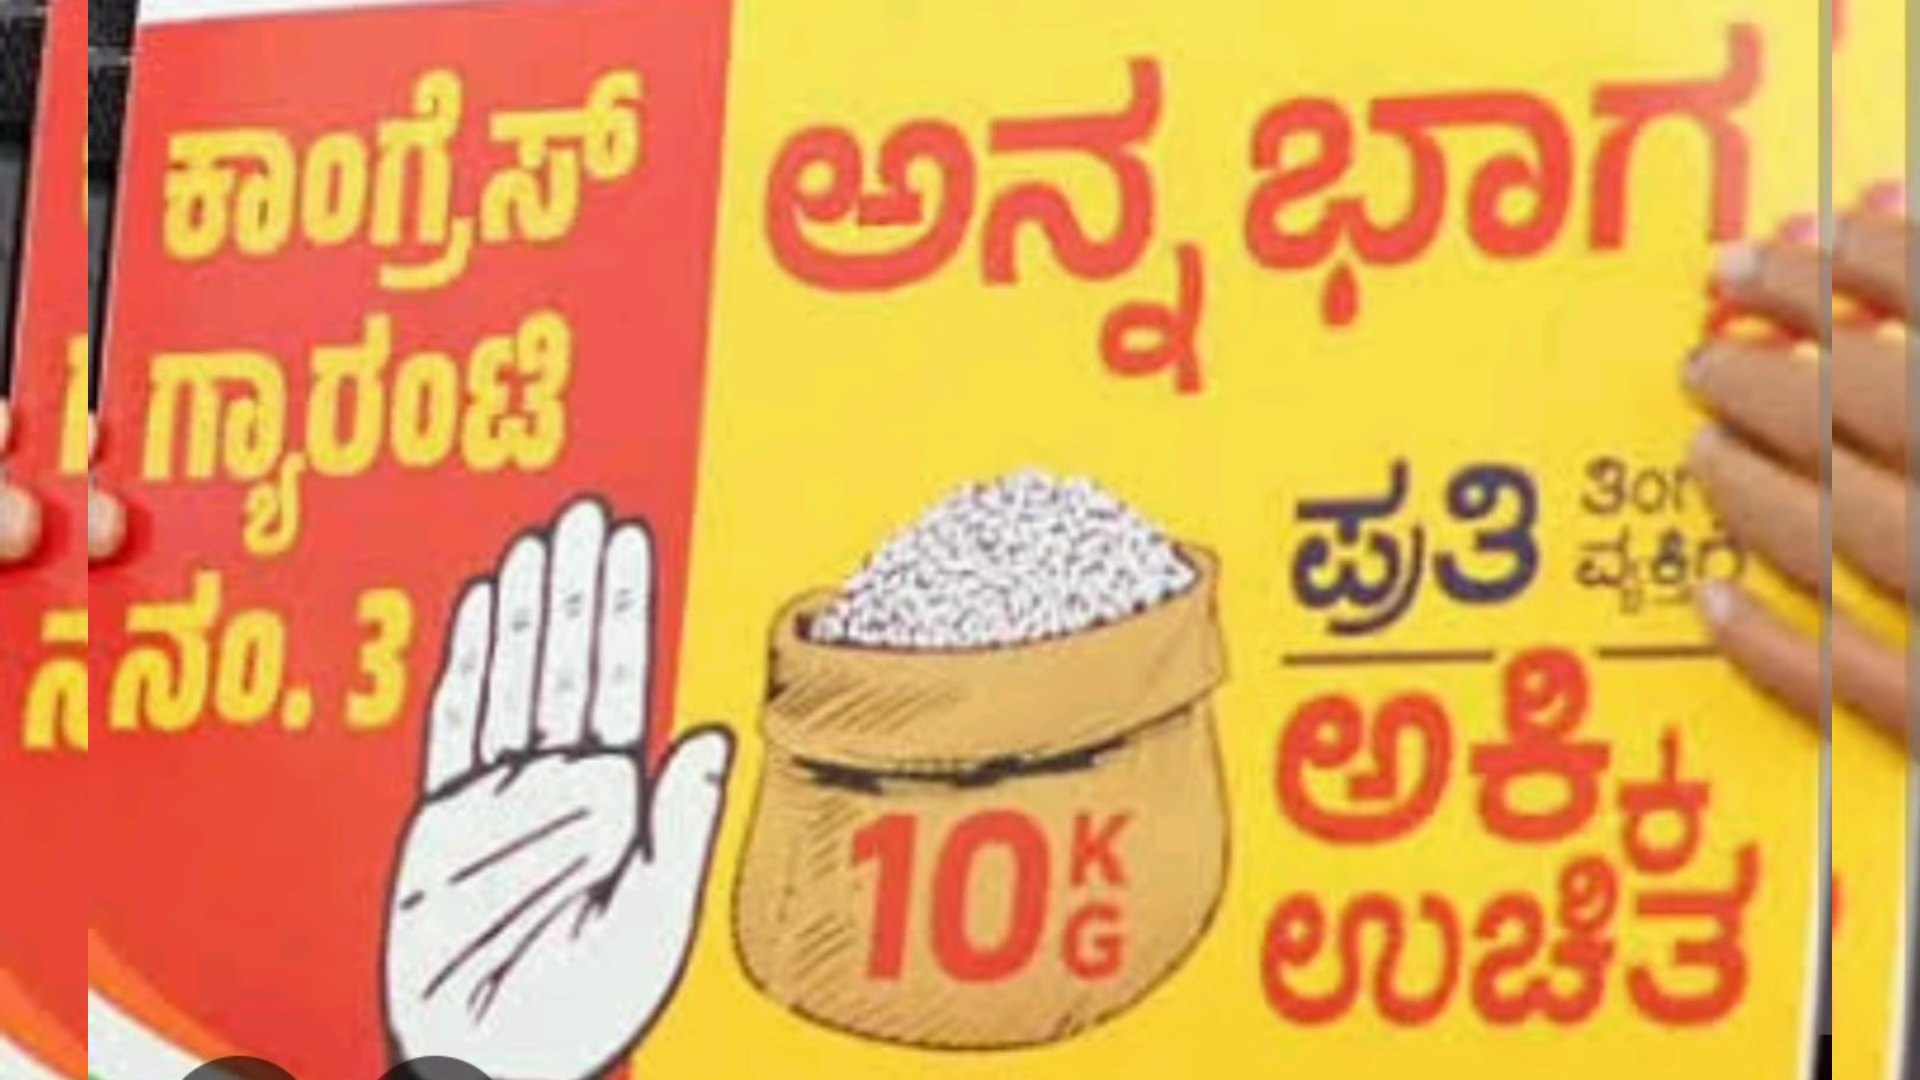 ಕಾಂಗ್ರೆಸ್
ಗ್ಯಾರಂಟಿ
ನಂ. 3
ಅನ್ನ ಭಾಗ
ಪ್ರತಿ
10 KG
ಅಕ್ಕಿ
ಉಚಿತ